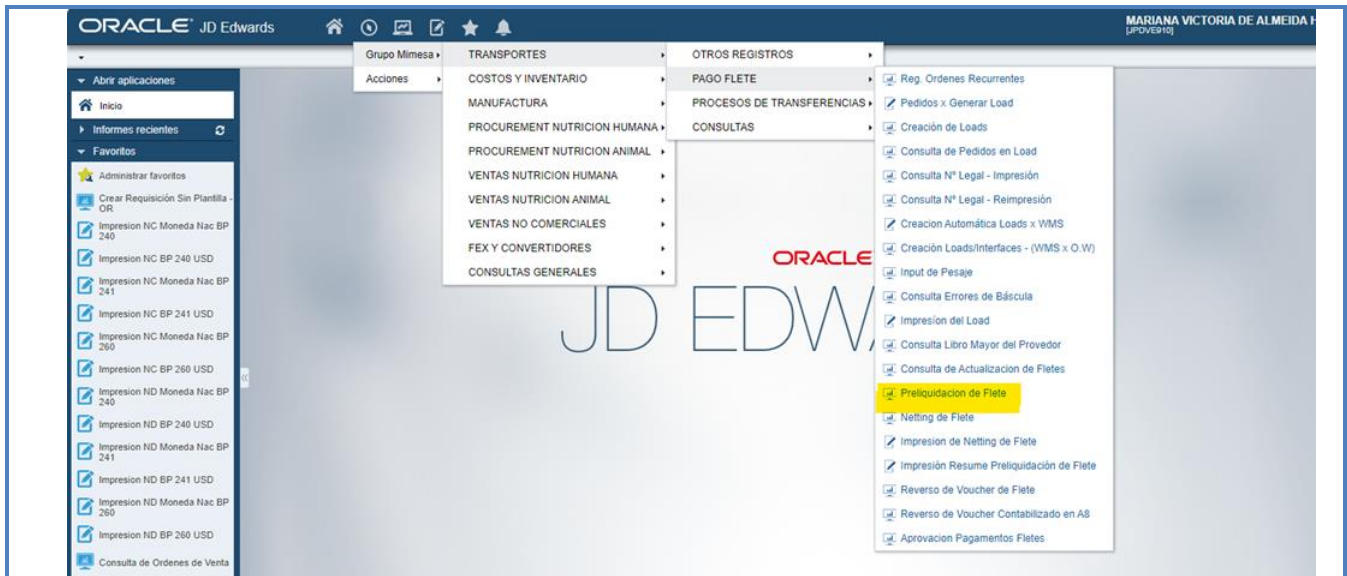 ORACLE JD Edwards
MARIANA VICTORIA DE ALMEIDA H
[JPDVE910]
Abrir aplicaciones
Inicio
Informes recientes
Favoritos
Administrar favoritos
Crear Requisición Sin Plantilla -
OR
Impresion NC Moneda Nac BP
240
Impresion NC BP 240 USD
Impresion NC Moneda Nac BP
241
Impresion NC BP 241 USD
Impresion NC Moneda Nac BP
260
Impresion NC BP 260 USD
Impresion ND Moneda Nac BP
240
Impresion ND BP 240 USD
Impresion ND Moneda Nac BP
241
Impresion ND BP 241 USD
Impresion ND Moneda Nac BP
260
Impresion ND BP 260 USD
Consulta de Ordenes de Venta
Grupo Mimesa
Acciones
TRANSPORTES
COSTOS Y INVENTARIO
MANUFACTURA
PROCUREMENT NUTRICION HUMANA
PROCUREMENT NUTRICION ANIMAL
VENTAS NUTRICION HUMANA
VENTAS NUTRICION ANIMAL
VENTAS NO COMERCIALES
FEX Y CONVERTIDORES
CONSULTAS GENERALES
OTROS REGISTROS
PAGO FLETE
PROCESOS DE TRANSFERENCIAS
CONSULTAS
Reg. Ordenes Recurrentes
Pedidos x Generar Load
Creación de Loads
Consulta de Pedidos en Load
Consulta Nº Legal - Impresión
Consulta Nº Legal - Reimpresión
Creacion Automática Loads x WMS
Creación Loads/Interfaces - (WMS x O.W)
Input de Pesaje
Consulta Errores de Báscula
Impresíon del Load
Consulta Libro Mayor del Provedor
Consulta de Actualizacion de Fletes
Preliquidacion de Flete
Netting de Flete
Impresion de Netting de Flete
Impresión Resume Preliquidación de Flete
Reverso de Voucher de Flete
Reverso de Voucher Contabilizado en A8
Aprovacion Pagamentos Fletes
ORACLE
JD EDW